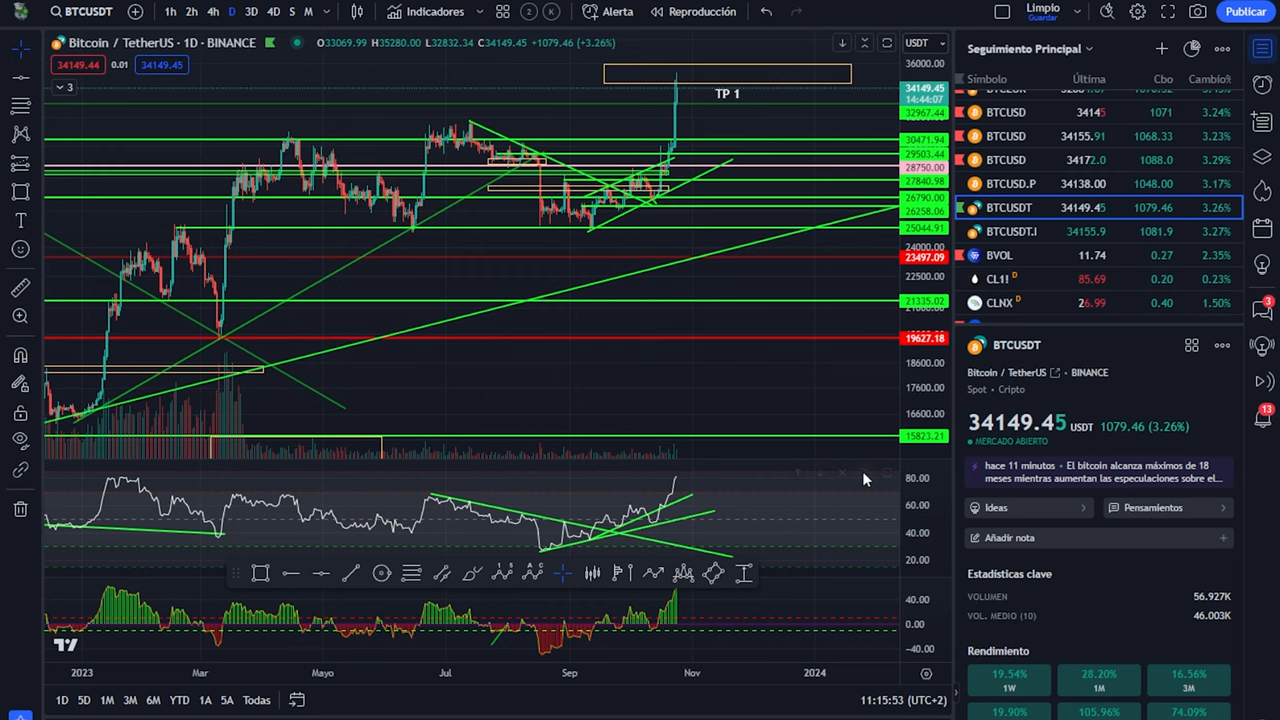 BTCUSD
1h 2h 4h D 3D 4D S M
Indicadores
2 K
Alerta
Reproducción
Limpio
Guardar
Publicar
Bitcoin / TetherUS · 1D · BINANCE
O33069.99 H35280.00 L32832.34 C34149.45 +1079.46 (+3.26%)
34149.44 0.01 34149.45
3
USDT
36000.00
34149.45
14:44:07
32967.44
30471.94
29503.44
28750.00
27840.98
26790.00
26258.06
25044.91
24000.00
23497.09
22500.00
21335.02
19627.18
18600.00
17600.00
16600.00
15823.21
TP 1
80.00
60.00
40.00
20.00
40.00
0.00
−40.00
2023 Mar Mayo Jul Sep Nov 2024
1D 5D 1M 3M 6M YTD 1A 5A Todas
11:15:53 (UTC+2)
Seguimiento Principal
Símbolo Última Cbo Cambio%
BTCUSD 34145 1071 3.24%
BTCUSD 34155.91 1068.33 3.23%
BTCUSD 34172.0 1088.0 3.29%
BTCUSD.P 34138.00 1048.00 3.17%
BTCUSDT 34149.45 1079.46 3.26%
BTCUSDT.I 34155.9 1081.9 3.27%
BVOL 11.74 0.27 2.35%
CL1! D 85.69 0.20 0.23%
CLNX D 26.99 0.40 1.50%
BTCUSDT
Bitcoin / TetherUS · BINANCE
Spot · Cripto
34149.45 USDT 1079.46 (3.26%)
MERCADO ABIERTO
hace 11 minutos · El bitcoin alcanza máximos de 18
meses mientras aumentan las especulaciones sobre el...
Ideas
Pensamientos
Añadir nota
Estadísticas clave
VOLUMEN 56.927K
VOL. MEDIO (10) 46.003K
Rendimiento
19.54% 28.20% 16.56%
1W 1M 3M
19.90% 105.96% 74.09%
3
13